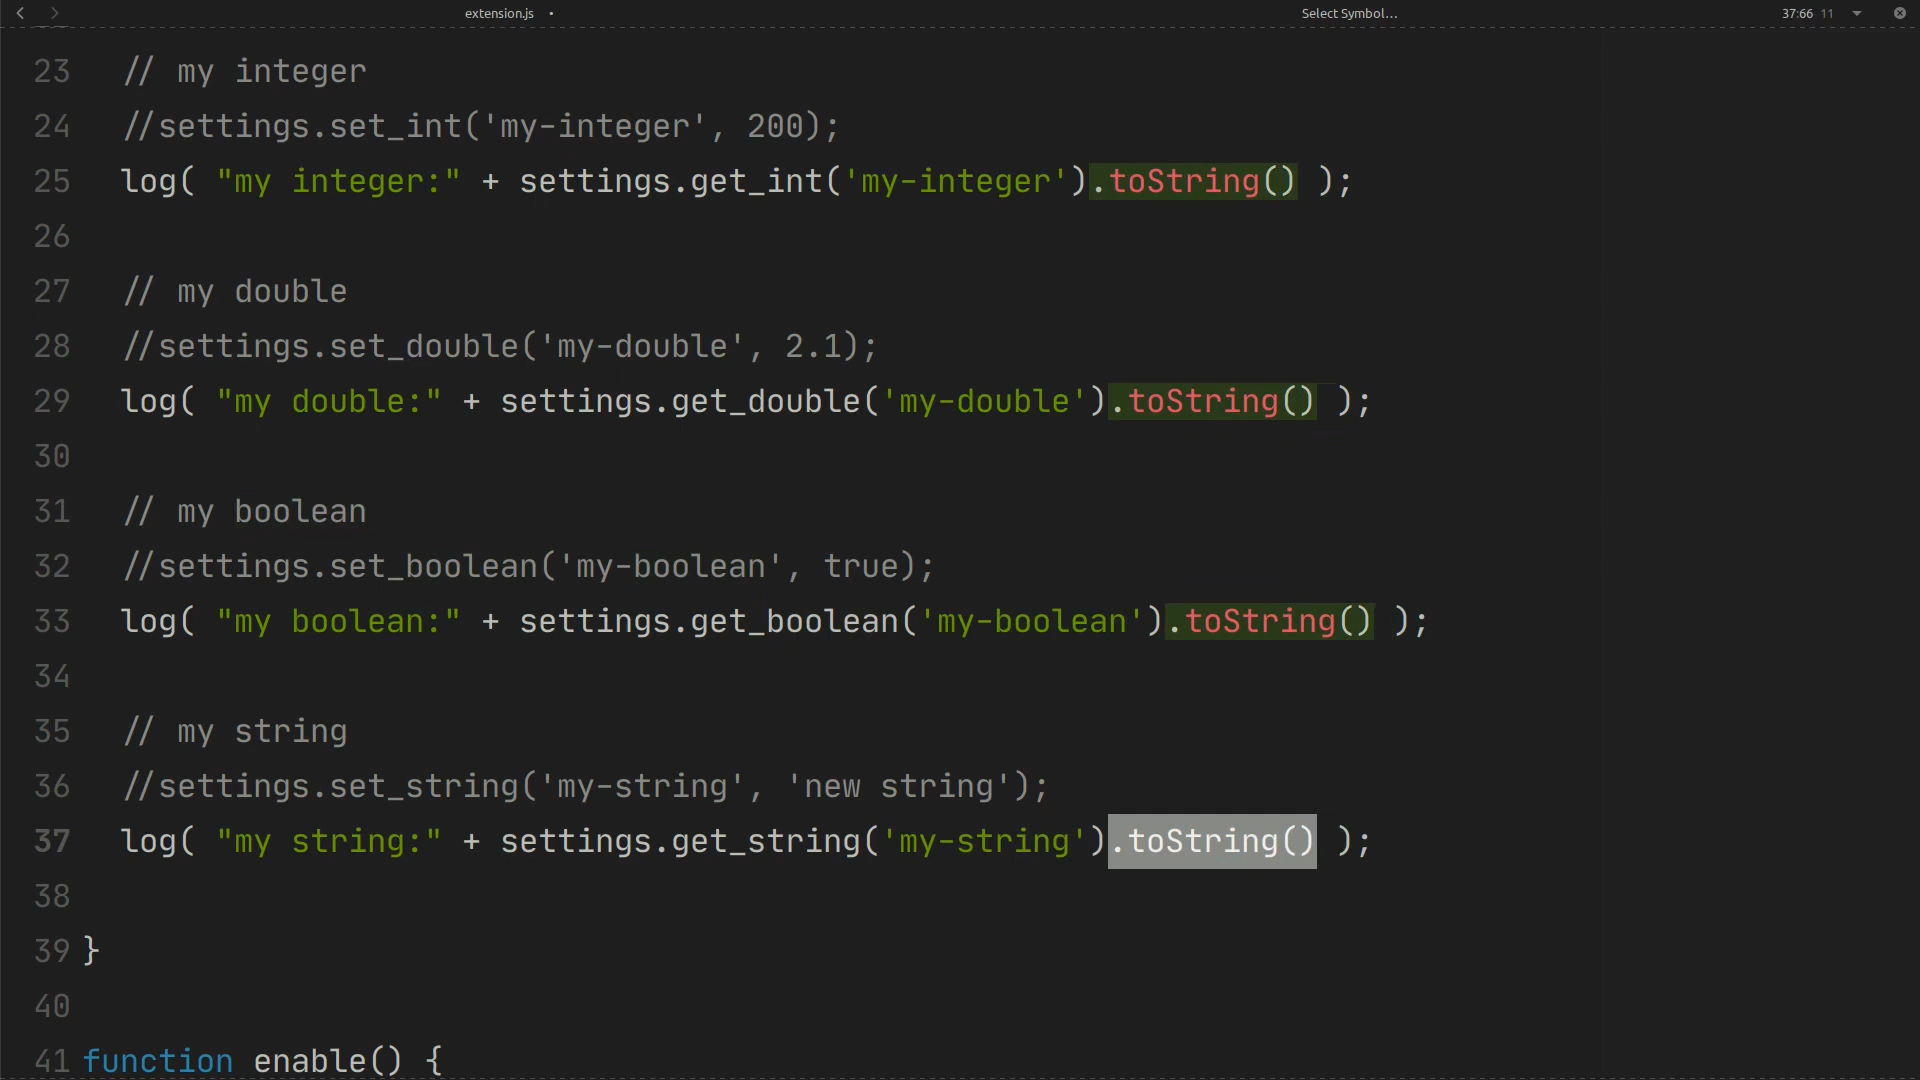 extension.js •
Select Symbol...
37:66 11
23 // my integer
24 //settings.set_int('my-integer', 200);
25 log( "my integer:" + settings.get_int('my-integer').toString() );
26
27 // my double
28 //settings.set_double('my-double', 2.1);
29 log( "my double:" + settings.get_double('my-double').toString() );
30
31 // my boolean
32 //settings.set_boolean('my-boolean', true);
33 log( "my boolean:" + settings.get_boolean('my-boolean').toString() );
34
35 // my string
36 //settings.set_string('my-string', 'new string');
37 log( "my string:" + settings.get_string('my-string').toString() );
38
39 }
40
41 function enable() {